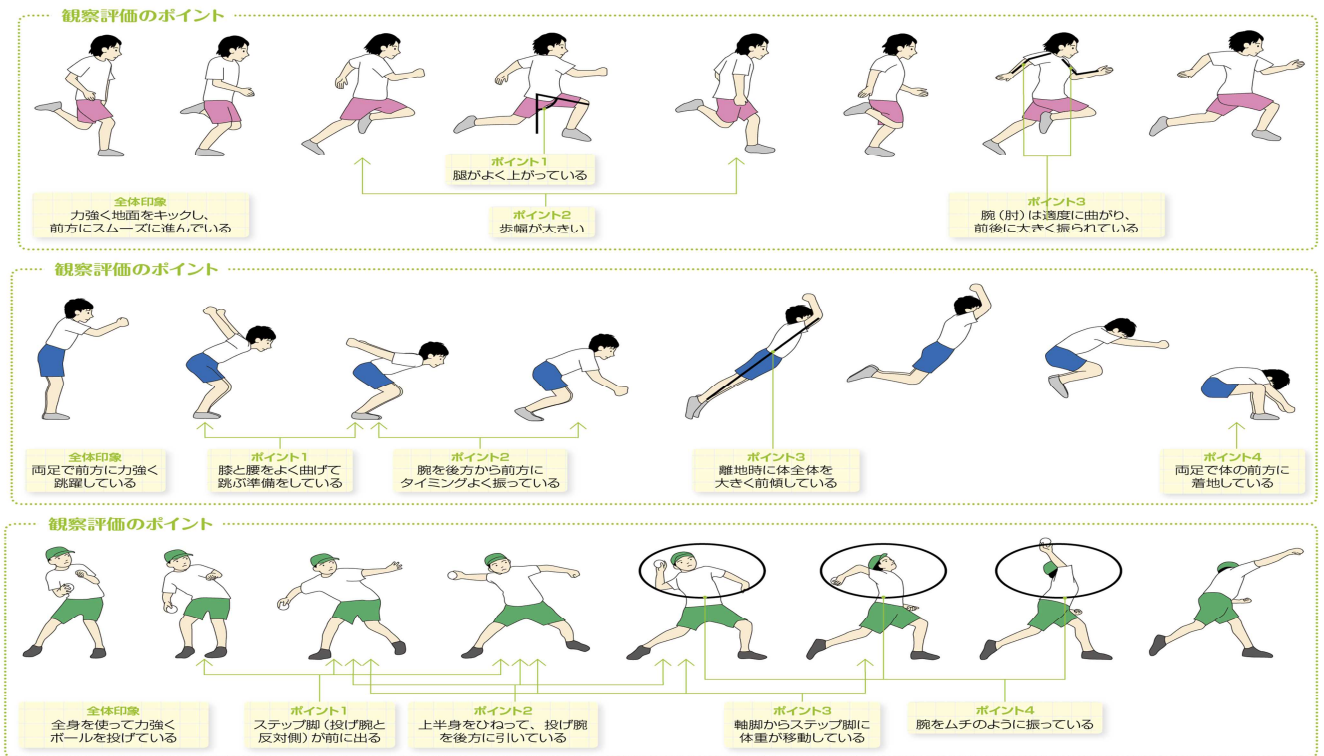 観察評価のポイント
ポイント1
腿がよく上がっている
全体印象
力強く地面をキックし、
前方にスムーズに進んでいる
ポイント2
歩幅が大きい
ポイント3
腕（肘）は適度に曲がり、
前後に大きく振られている
観察評価のポイント
全体印象
両足で前方に力強く
跳躍している
ポイント1
膝と腰をよく曲げて
跳ぶ準備をしている
ポイント2
腕を後方から前方に
タイミングよく振っている
ポイント3
離地時に体全体を
大きく前傾している
ポイント4
両足で体の前方に
着地している
観察評価のポイント
全体印象
全身を使って力強く
ボールを投げている
ポイント1
ステップ脚（投げ腕と
反対側）が前に出る
ポイント2
上半身をひねって、投げ腕
を後方に引いている
ポイント3
軸脚からステップ脚に
体重が移動している
ポイント4
腕をムチのように振っている